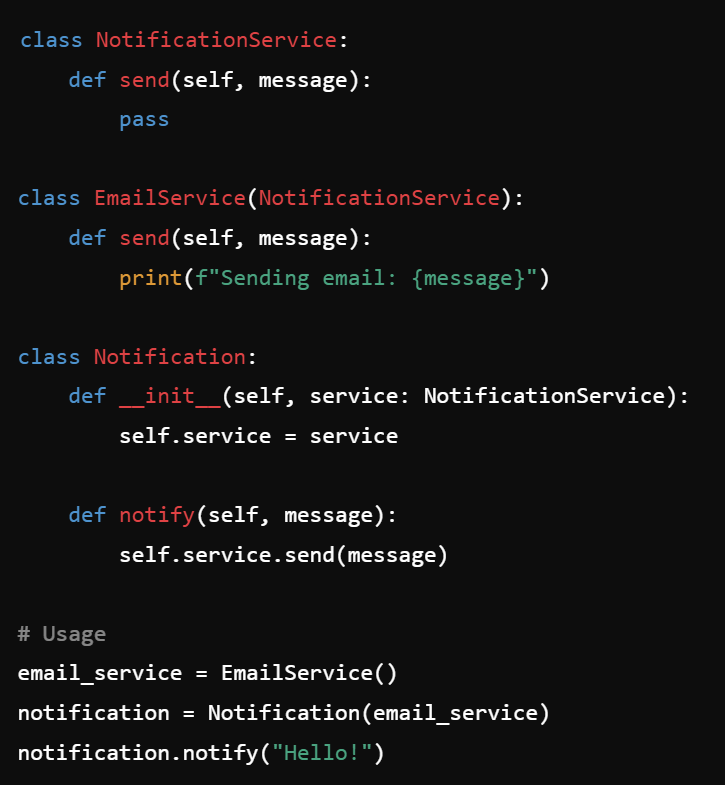 class NotificationService:
    def send(self, message):
        pass

class EmailService(NotificationService):
    def send(self, message):
        print(f"Sending email: {message}")

class Notification:
    def __init__(self, service: NotificationService):
        self.service = service

    def notify(self, message):
        self.service.send(message)

# Usage
email_service = EmailService()
notification = Notification(email_service)
notification.notify("Hello!")